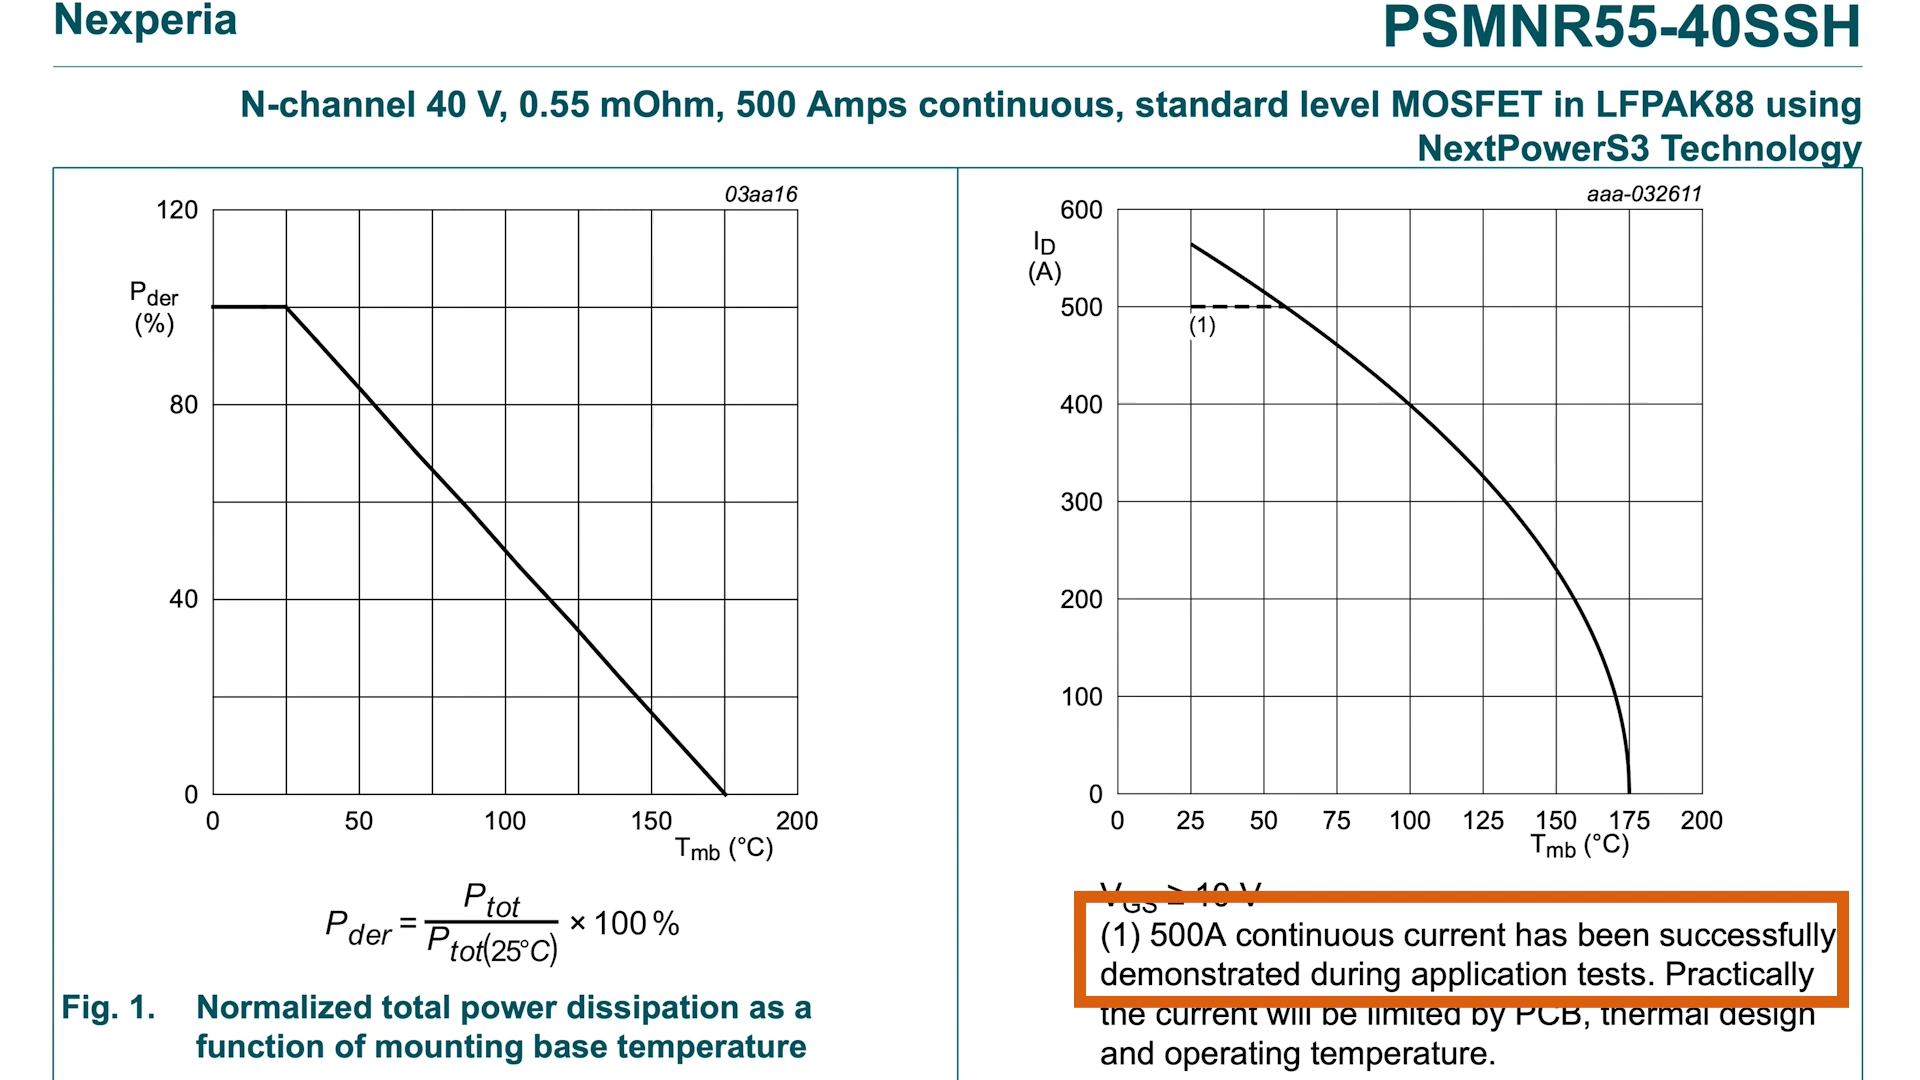 Nexperia
PSMNR55-40SSH
N-channel 40 V, 0.55 mOhm, 500 Amps continuous, standard level MOSFET in LFPAK88 using
NextPowerS3 Technology
03aa16
120
Pder
(%)
80
40
0
0 50 100 150 200
Tmb (°C)
Pder = Ptot / Ptot(25°C) × 100 %
Fig. 1. Normalized total power dissipation as a
function of mounting base temperature
aaa-032611
600
ID
(A)
500
(1)
400
300
200
100
0
0 25 50 75 100 125 150 175 200
Tmb (°C)
VGS ≥ 10 V
(1) 500A continuous current has been successfully
demonstrated during application tests. Practically
the current will be limited by PCB, thermal design
and operating temperature.